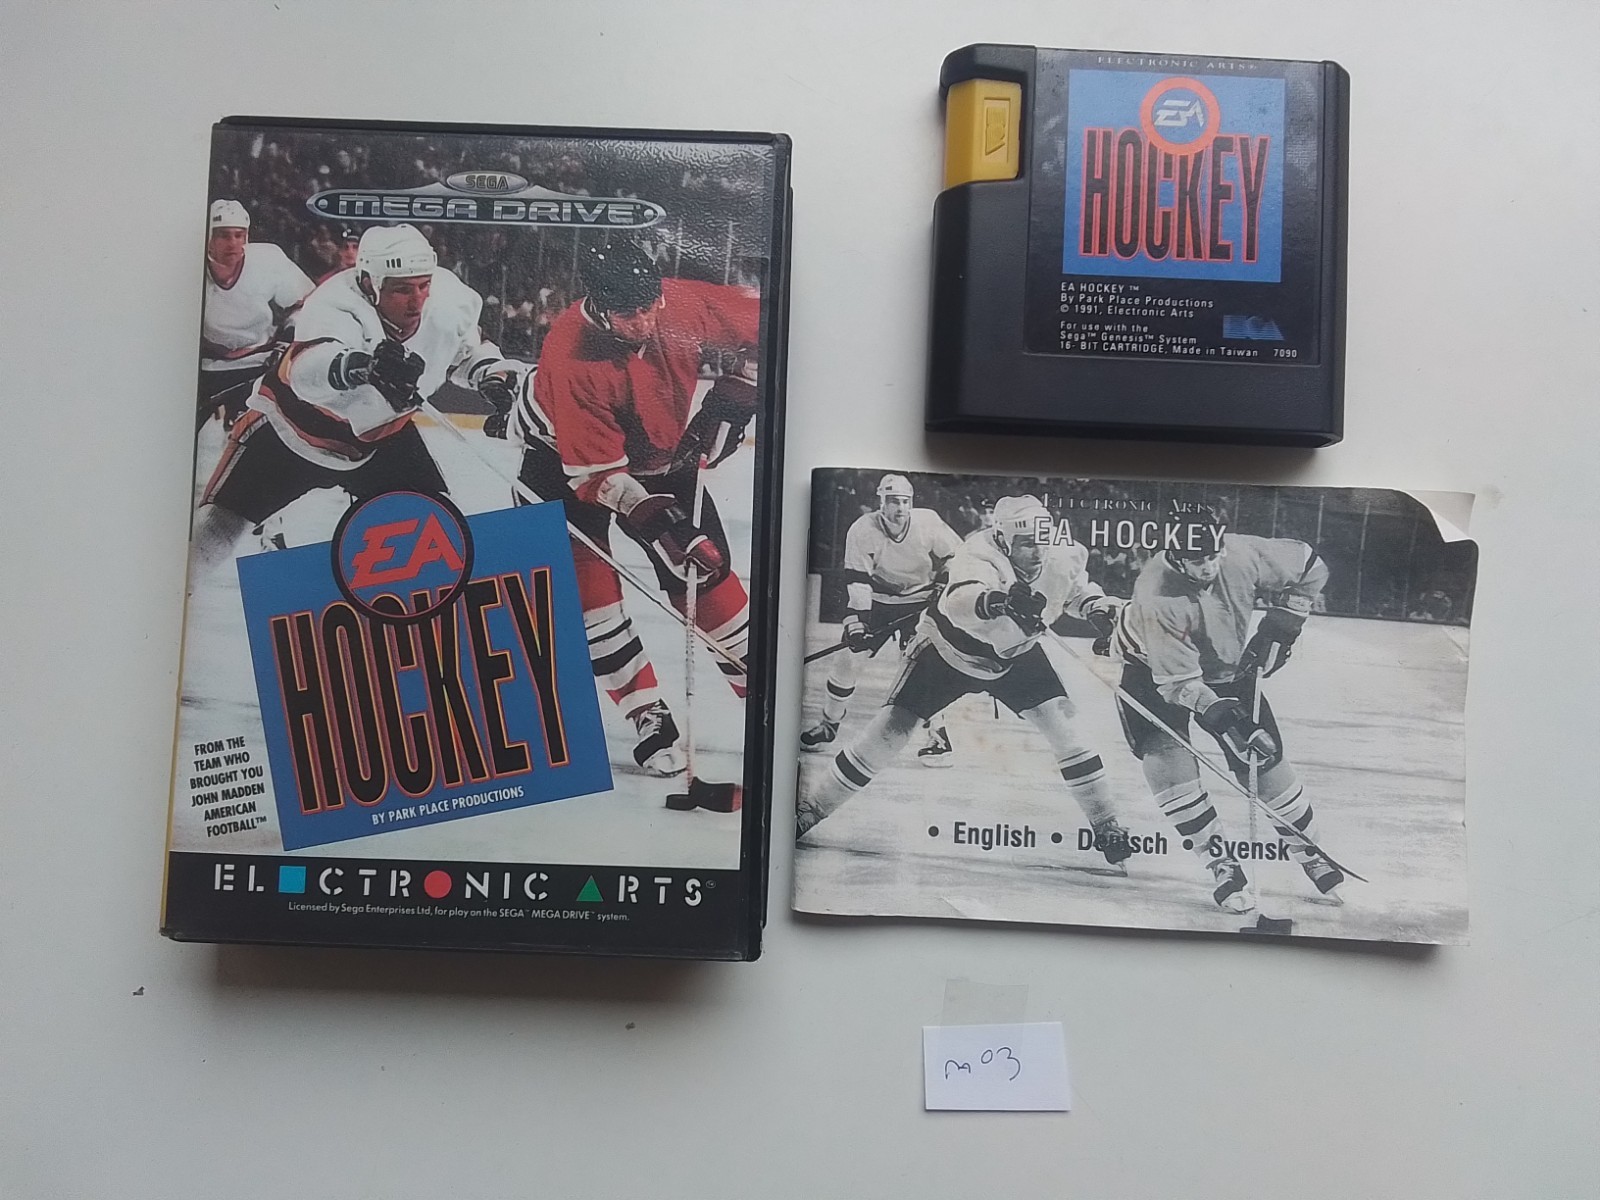 SEGA
MEGA DRIVE
EA
HOCKEY
BY PARK PLACE PRODUCTIONS
FROM THE
TEAM WHO
BROUGHT YOU
JOHN MADDEN
AMERICAN
FOOTBALL™
ELECTRONIC ARTS
Licensed by Sega Enterprises Ltd, for play on the SEGA™ MEGA DRIVE™ system.
ELECTRONIC ARTS®
EA
HOCKEY
EA HOCKEY™
By Park Place Productions
© 1991, Electronic Arts
For use with the
Sega™ Genesis™ System
16- BIT CARTRIDGE, Made in Taiwan 7090
ELECTRONIC ARTS
EA HOCKEY
• English • Deutsch • Svensk •
m03